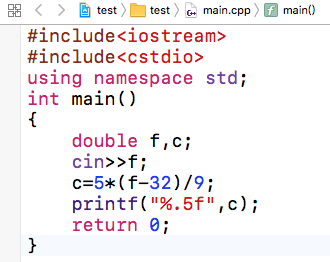 test test main.cpp main()
#include<iostream>
#include<cstdio>
using namespace std;
int main()
{
    double f,c;
    cin>>f;
    c=5*(f-32)/9;
    printf("%.5f",c);
    return 0;
}